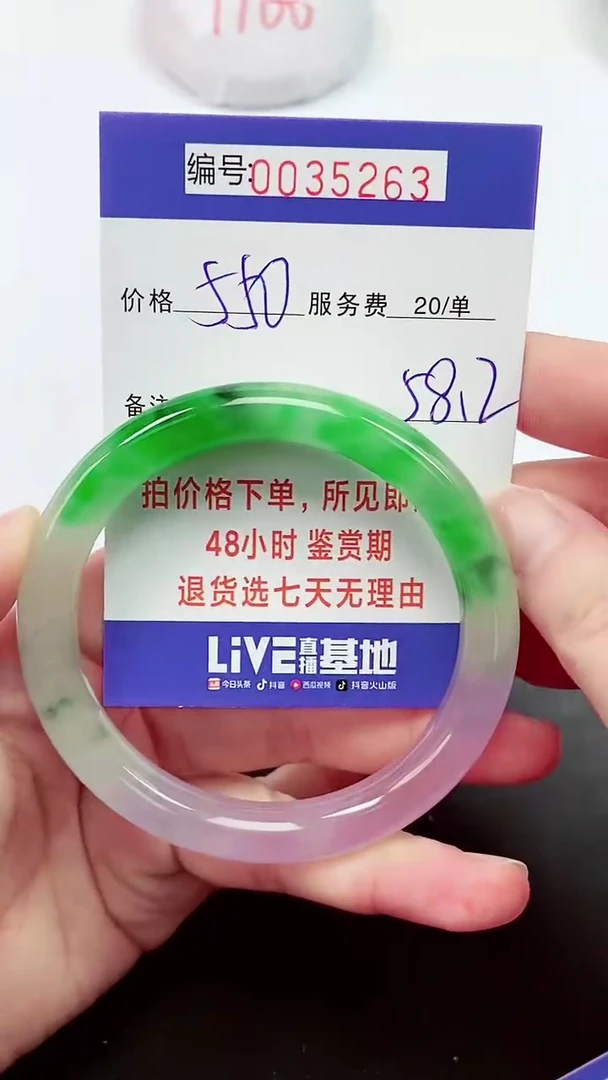 1100
编号:0035263
价格 550 服务费 20/单
备注 58.2
拍价格下单，所见即
48小时 鉴赏期
退货选七天无理由
LiVE直播基地
今日头条 抖音 西瓜视频 抖音火山版